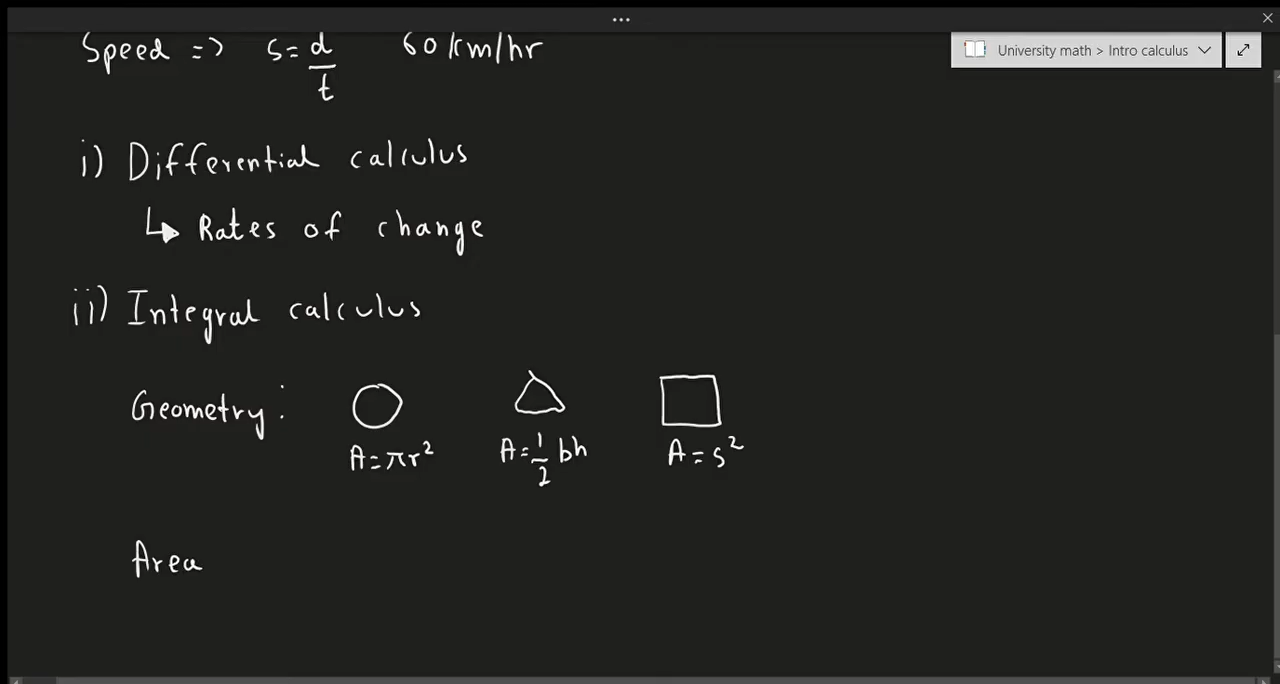 University math > Intro calculus
Speed => s = d/t 60 km/hr
i) Differential calculus
↳ Rates of change
ii) Integral calculus
Geometry:
A = πr² A = 1/2 bh A = s²
Area